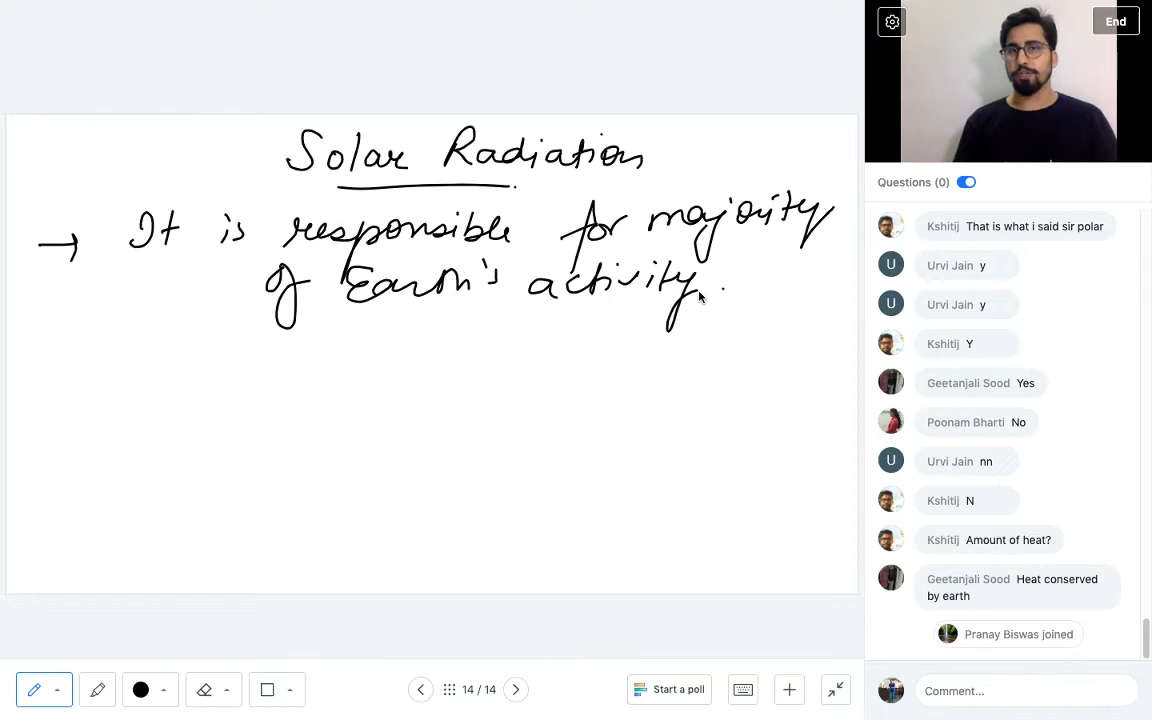 End
Solar Radiation
→ It is responsible for majority
of Earth's activity.
Questions (0)
Kshitij That is what i said sir polar
U Urvi Jain y
U Urvi Jain y
Kshitij Y
Geetanjali Sood Yes
Poonam Bharti No
U Urvi Jain nn
Kshitij N
Kshitij Amount of heat?
Geetanjali Sood Heat conserved
by earth
Pranay Biswas joined
14 / 14
Start a poll
Comment...